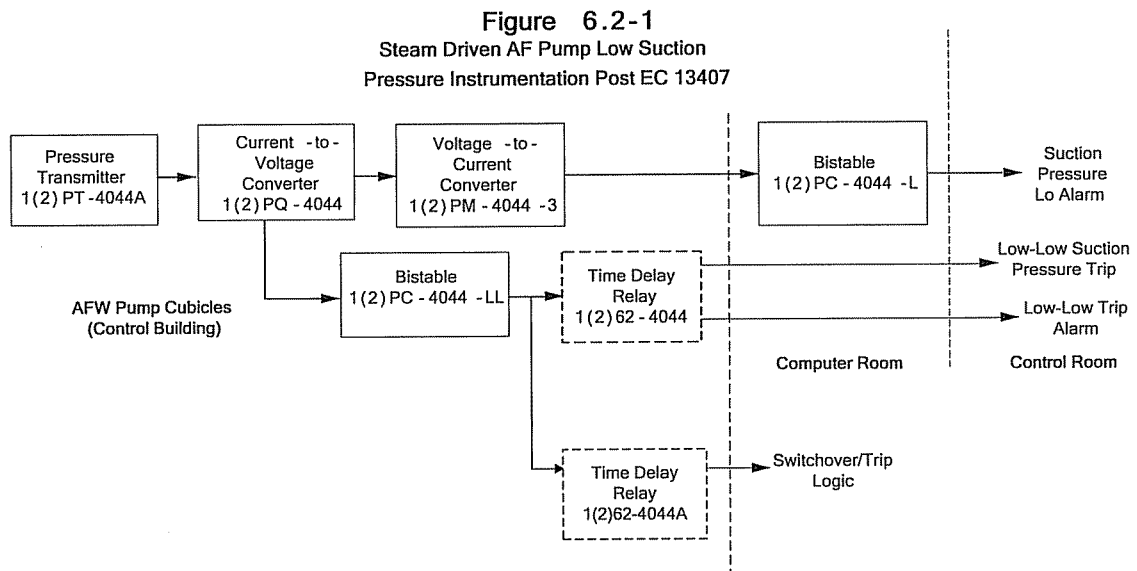 Figure 6.2-1
Steam Driven AF Pump Low Suction
Pressure Instrumentation Post EC 13407
Pressure
Transmitter
1(2) PT -4044A
Current -to-
Voltage
Converter
1(2) PQ - 4044
Voltage -to-
Current
Converter
1(2) PM - 4044 -3
Bistable
1(2) PC - 4044 -L
Suction
Pressure
Lo Alarm
Bistable
1(2) PC - 4044 -LL
Time Delay
Relay
1(2) 62 - 4044
Low-Low Suction
Pressure Trip
Low-Low Trip
Alarm
AFW Pump Cubicles
(Control Building)
Computer Room
Control Room
Time Delay
Relay
1(2)62-4044A
Switchover/Trip
Logic